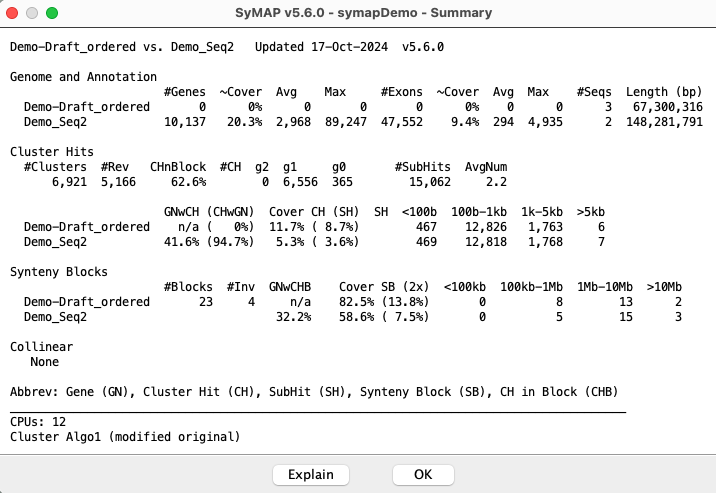 SyMAP v5.6.0 - symapDemo - Summary
Demo-Draft_ordered vs. Demo_Seq2   Updated 17-Oct-2024  v5.6.0
Genome and Annotation
                      #Genes  ~Cover  Avg    Max     #Exons  ~Cover  Avg  Max    #Seqs  Length (bp)
  Demo-Draft_ordered       0      0%    0      0          0      0%    0      0      3   67,300,316
  Demo_Seq2           10,137   20.3%  2,968  89,247  47,552    9.4%  294  4,935      2  148,281,791
Cluster Hits
  #Clusters  #Rev   CHnBlock  #CH  g2  g1     g0      #SubHits  AvgNum
      6,921  5,166     62.6%        0  6,556  365       15,062     2.2
                      GNwCH (CHwGN)  Cover CH (SH)  SH  <100b  100b-1kb  1k-5kb  >5kb
  Demo-Draft_ordered    n/a (   0%)  11.7% ( 8.7%)        467    12,826   1,763     6
  Demo_Seq2           41.6% (94.7%)   5.3% ( 3.6%)        469    12,818   1,768     7
Synteny Blocks
                      #Blocks  #Inv  GNwCHB    Cover SB (2x)  <100kb  100kb-1Mb  1Mb-10Mb  >10Mb
  Demo-Draft_ordered       23     4     n/a    82.5% (13.8%)       0          8        13      2
  Demo_Seq2                           32.2%    58.6% ( 7.5%)       0          5        15      3
Collinear
   None
Abbrev: Gene (GN), Cluster Hit (CH), SubHit (SH), Synteny Block (SB), CH in Block (CHB)
CPUs: 12
Cluster Algo1 (modified original)
Explain   OK